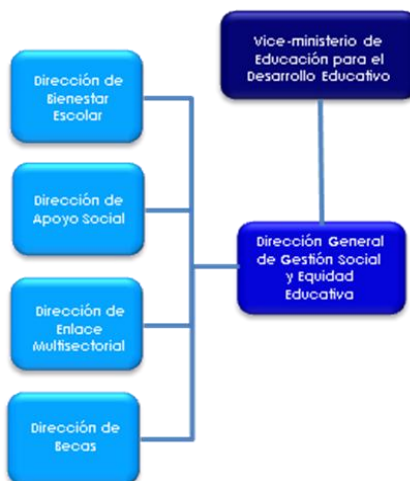 Vice-ministerio de
Educación para el
Desarrollo Educativo
Dirección de
Bienestar
Escolar
Dirección de
Apoyo Social
Dirección General
de Gestión Social
y Equidad
Educativa
Dirección de
Enlace
Multisectorial
Dirección de
Becas